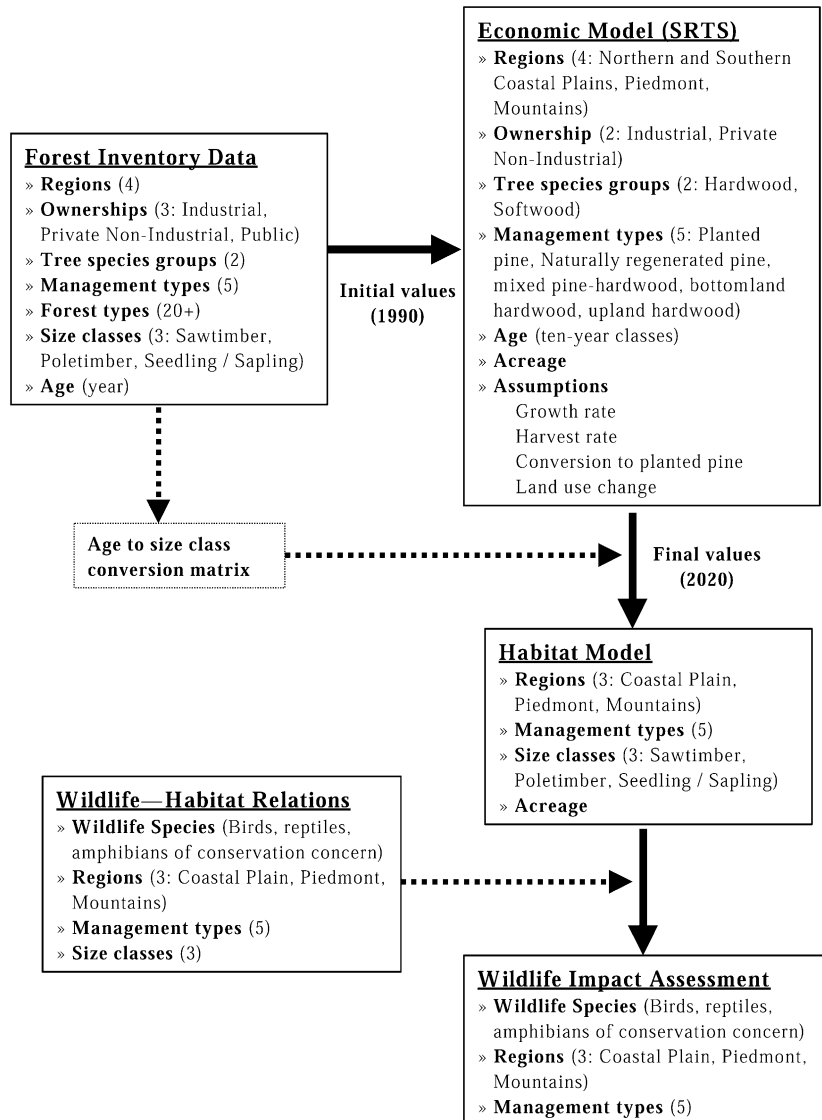 Economic Model (SRTS)
» Regions (4: Northern and Southern
Coastal Plains, Piedmont,
Mountains)
» Ownership (2: Industrial, Private
Non-Industrial)
» Tree species groups (2: Hardwood,
Softwood)
» Management types (5: Planted
pine, Naturally regenerated pine,
mixed pine-hardwood, bottomland
hardwood, upland hardwood)
» Age (ten-year classes)
» Acreage
» Assumptions
Growth rate
Harvest rate
Conversion to planted pine
Land use change
Forest Inventory Data
» Regions (4)
» Ownerships (3: Industrial,
Private Non-Industrial, Public)
» Tree species groups (2)
» Management types (5)
» Forest types (20+)
» Size classes (3: Sawtimber,
Poletimber, Seedling / Sapling)
» Age (year)
Initial values
(1990)
Age to size class
conversion matrix
Final values
(2020)
Habitat Model
» Regions (3: Coastal Plain,
Piedmont, Mountains)
» Management types (5)
» Size classes (3: Sawtimber,
Poletimber, Seedling / Sapling)
» Acreage
Wildlife—Habitat Relations
» Wildlife Species (Birds, reptiles,
amphibians of conservation concern)
» Regions (3: Coastal Plain, Piedmont,
Mountains)
» Management types (5)
» Size classes (3)
Wildlife Impact Assessment
» Wildlife Species (Birds, reptiles,
amphibians of conservation concern)
» Regions (3: Coastal Plain, Piedmont,
Mountains)
» Management types (5)